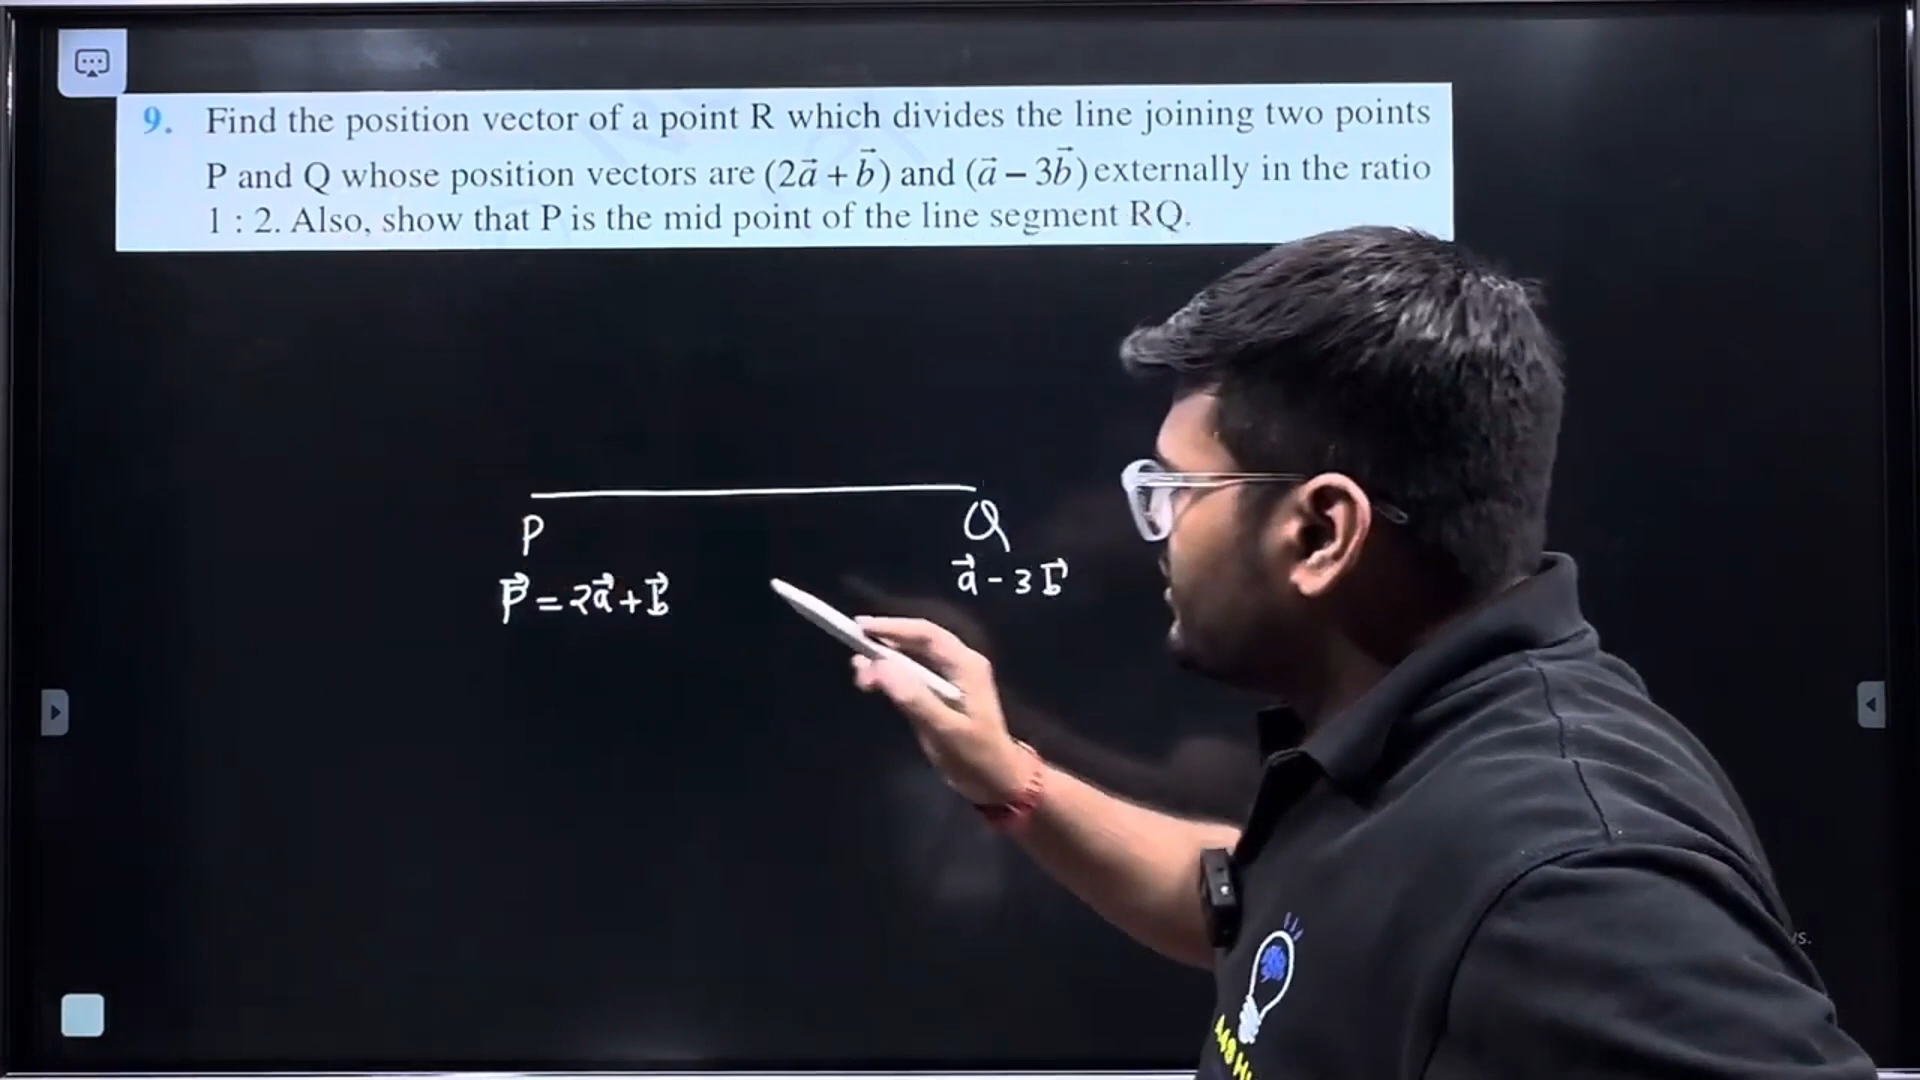 9. Find the position vector of a point R which divides the line joining two points
P and Q whose position vectors are (2a⃗ + b⃗) and (a⃗ – 3b⃗) externally in the ratio
1 : 2. Also, show that P is the mid point of the line segment RQ.
P Q
P⃗ = 2a⃗ + b⃗ a⃗ - 3b⃗